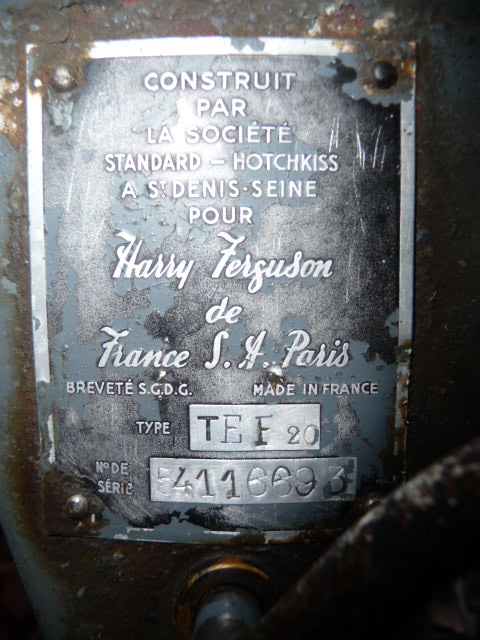 CONSTRUIT
PAR
LA SOCIÉTÉ
STANDARD - HOTCHKISS
A ST DENIS·SEINE
POUR
Harry Ferguson
de
France S. A. Paris
BREVETÉ S.G.D.G. MADE IN FRANCE
TYPE TEF 20
NO DE SÉRIE 54116693